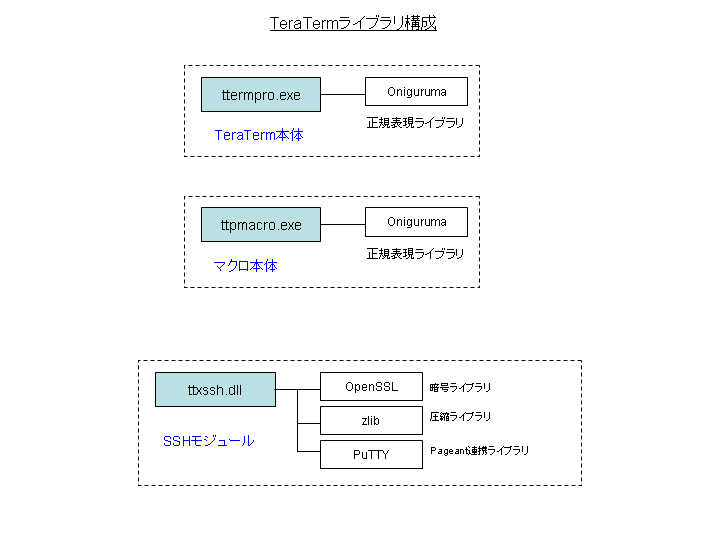 TeraTermライブラリ構成
ttermpro.exe
Oniguruma
正規表現ライブラリ
TeraTerm本体
ttpmacro.exe
Oniguruma
正規表現ライブラリ
マクロ本体
ttxssh.dll
OpenSSL
暗号ライブラリ
zlib
圧縮ライブラリ
SSHモジュール
PuTTY
Pageant連携ライブラリ